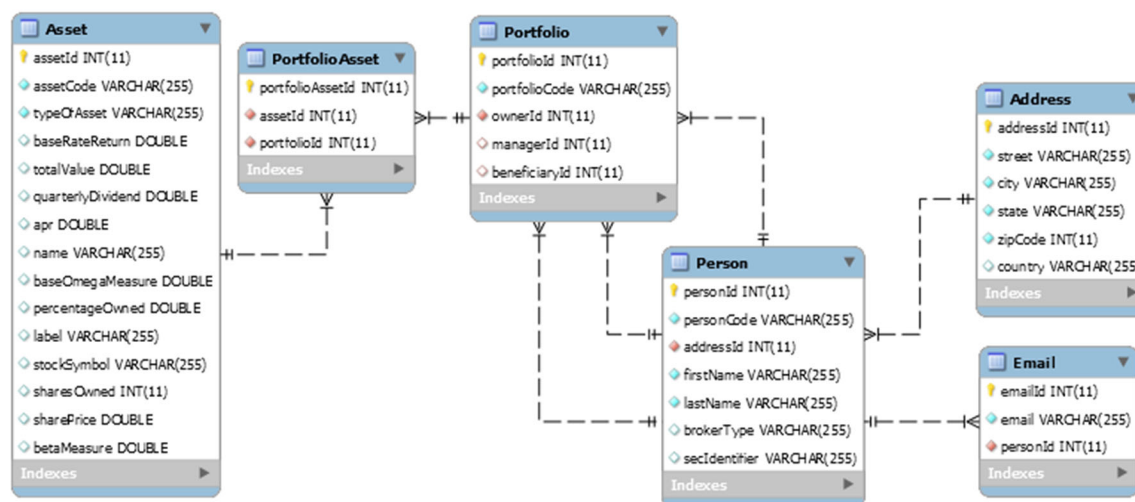 Asset
assetId INT(11)
assetCode VARCHAR(255)
typeOfAsset VARCHAR(255)
baseRateReturn DOUBLE
totalValue DOUBLE
quarterlyDividend DOUBLE
apr DOUBLE
name VARCHAR(255)
baseOmegaMeasure DOUBLE
percentageOwned DOUBLE
label VARCHAR(255)
stockSymbol VARCHAR(255)
sharesOwned INT(11)
sharePrice DOUBLE
betaMeasure DOUBLE
Indexes
PortfolioAsset
portfolioAssetId INT(11)
assetId INT(11)
portfolioId INT(11)
Indexes
Portfolio
portfolioId INT(11)
portfolioCode VARCHAR(255)
ownerId INT(11)
managerId INT(11)
beneficiaryId INT(11)
Indexes
Person
personId INT(11)
personCode VARCHAR(255)
addressId INT(11)
firstName VARCHAR(255)
lastName VARCHAR(255)
brokerType VARCHAR(255)
secIdentifier VARCHAR(255)
Indexes
Address
addressId INT(11)
street VARCHAR(255)
city VARCHAR(255)
state VARCHAR(255)
zipCode INT(11)
country VARCHAR(255
Indexes
Email
emailId INT(11)
email VARCHAR(255)
personId INT(11)
Indexes